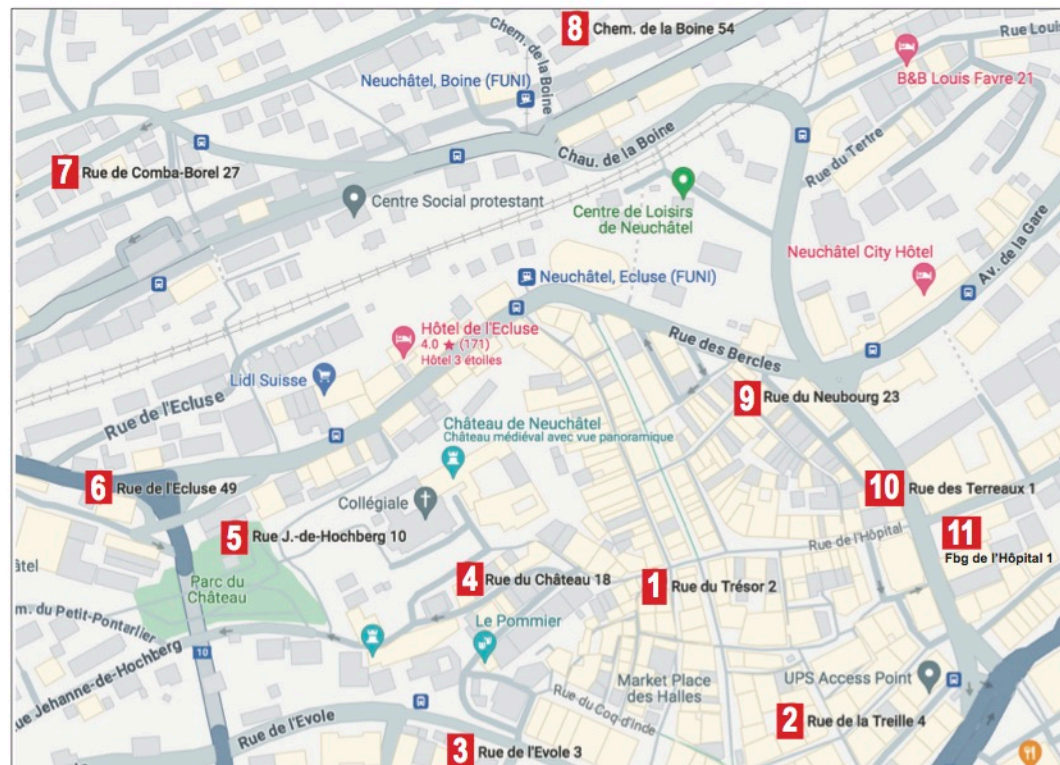 8 Chem. de la Boine 54
Rue Louis
Chem. de la Boine
B&B Louis Favre 21
Neuchâtel, Boine (FUNI)
Chau. de la Boine
Rue du Tertre
7 Rue de Comba-Borel 27
Centre Social protestant
Centre de Loisirs
de Neuchâtel
Av. de la Gare
Neuchâtel City Hôtel
Neuchâtel, Ecluse (FUNI)
Hôtel de l'Ecluse
4.0 ★ (171)
Hôtel 3 étoiles
Rue des Bercles
Lidl Suisse
Rue de l'Ecluse
9 Rue du Neubourg 23
Château de Neuchâtel
Château médiéval avec vue panoramique
6 Rue de l'Ecluse 49
10 Rue des Terreaux 1
Collégiale
5 Rue J.-de-Hochberg 10
Rue de l'Hôpital
11
Fbg de l'Hôpital 1
âtel
Parc du
Château
4 Rue du Château 18
1 Rue du Trésor 2
m. du Petit-Pontarlier
Le Pommier
10
Rue Jehanne-de-Hochberg
Market Place
des Halles
UPS Access Point
Rue du Coq-d'Inde
Rue de l'Evole
2 Rue de la Treille 4
3 Rue de l'Evole 3